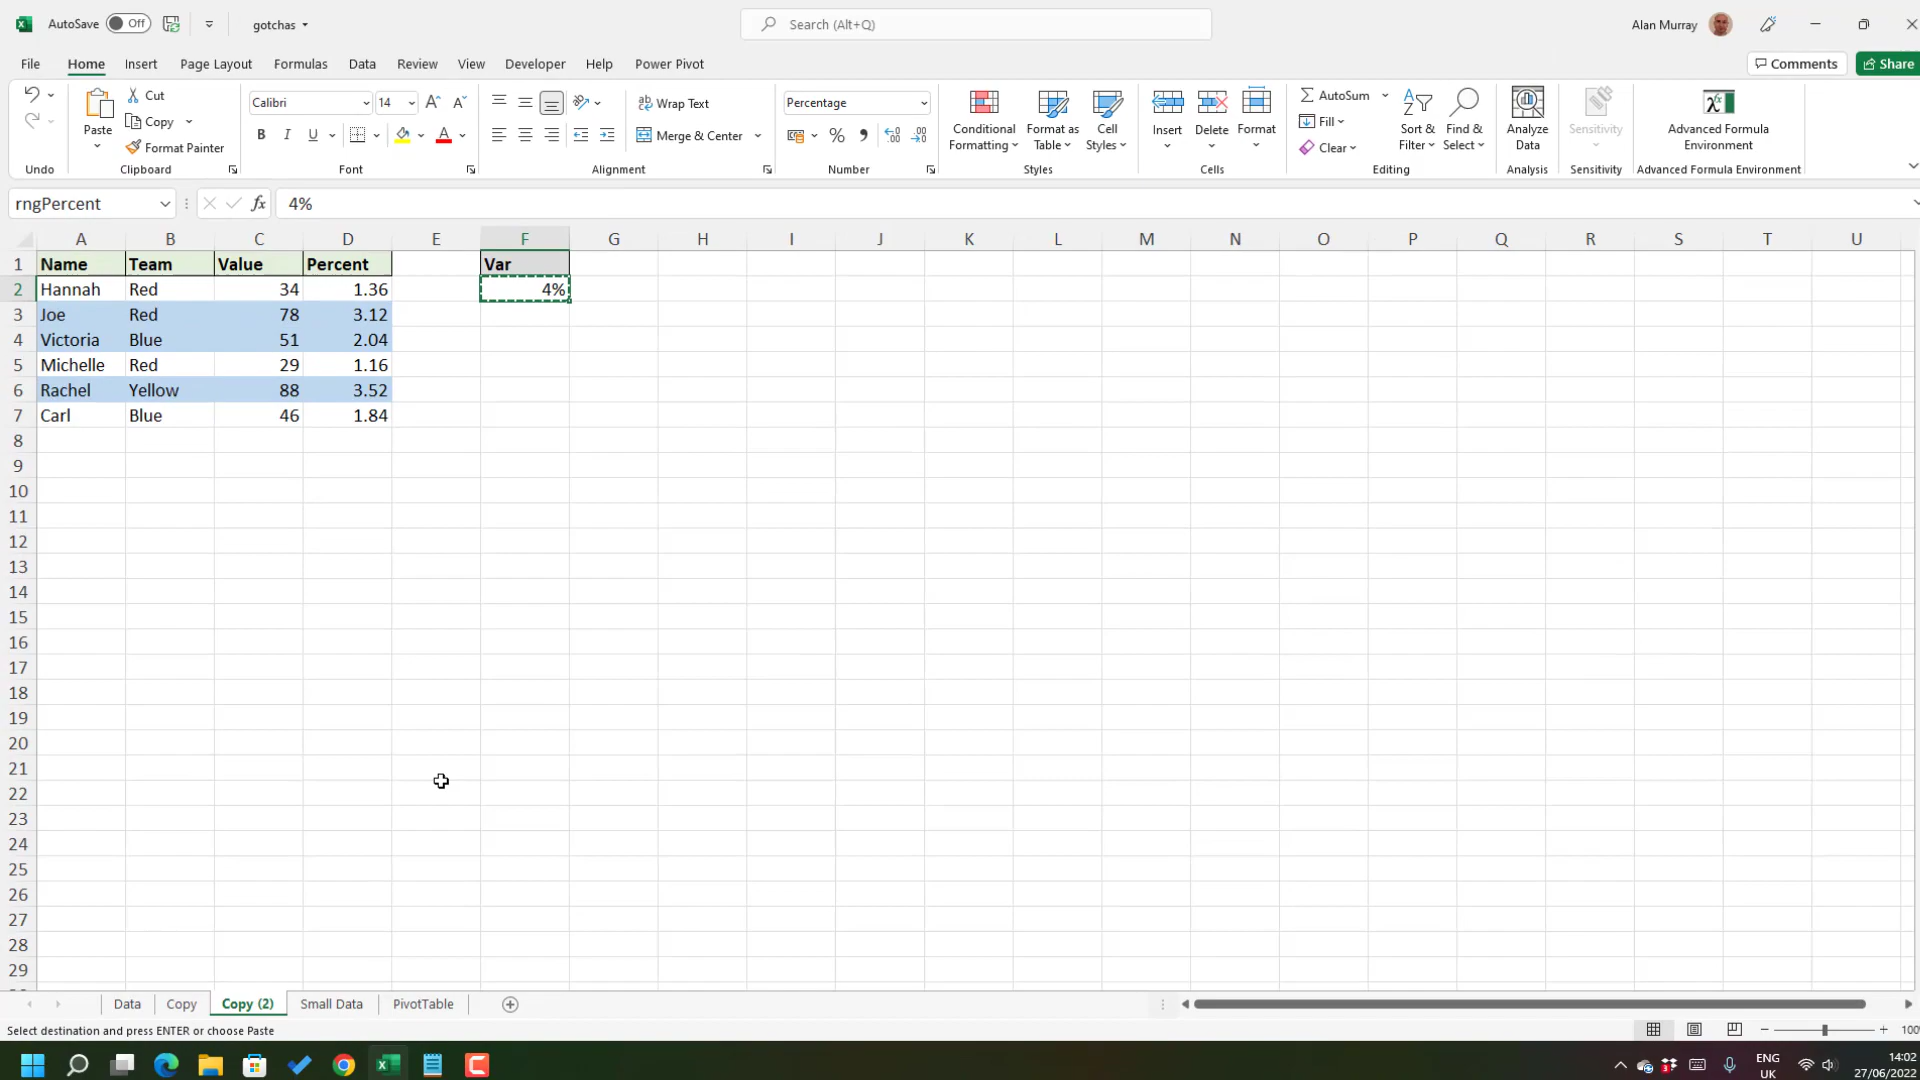 AutoSave Off gotchas Search (Alt+Q) Alan Murray
File Home Insert Page Layout Formulas Data Review View Developer Help Power Pivot Comments Share
Paste Cut Copy Format Painter
Calibri 14
B I U A
ab Wrap Text
Merge & Center
Percentage
%
Conditional Formatting
Format as Table
Cell Styles
Insert Delete Format
AutoSum
Fill
Clear
Sort & Filter
Find & Select
Analyze Data
Sensitivity
Advanced Formula Environment
Undo Clipboard Font Alignment Number Styles Cells Editing Analysis Sensitivity Advanced Formula Environment
rngPercent fx 4%
A B C D E F G H I J K L M N O P Q R S T U
1 Name Team Value Percent Var
2 Hannah Red 34 1.36 4%
3 Joe Red 78 3.12
4 Victoria Blue 51 2.04
5 Michelle Red 29 1.16
6 Rachel Yellow 88 3.52
7 Carl Blue 46 1.84
8
9
10
11
12
13
14
15
16
17
18
19
20
21
22
23
24
25
26
27
28
29
Data Copy Copy (2) Small Data PivotTable
Select destination and press ENTER or choose Paste
ENG
UK
14:02
27/06/2022